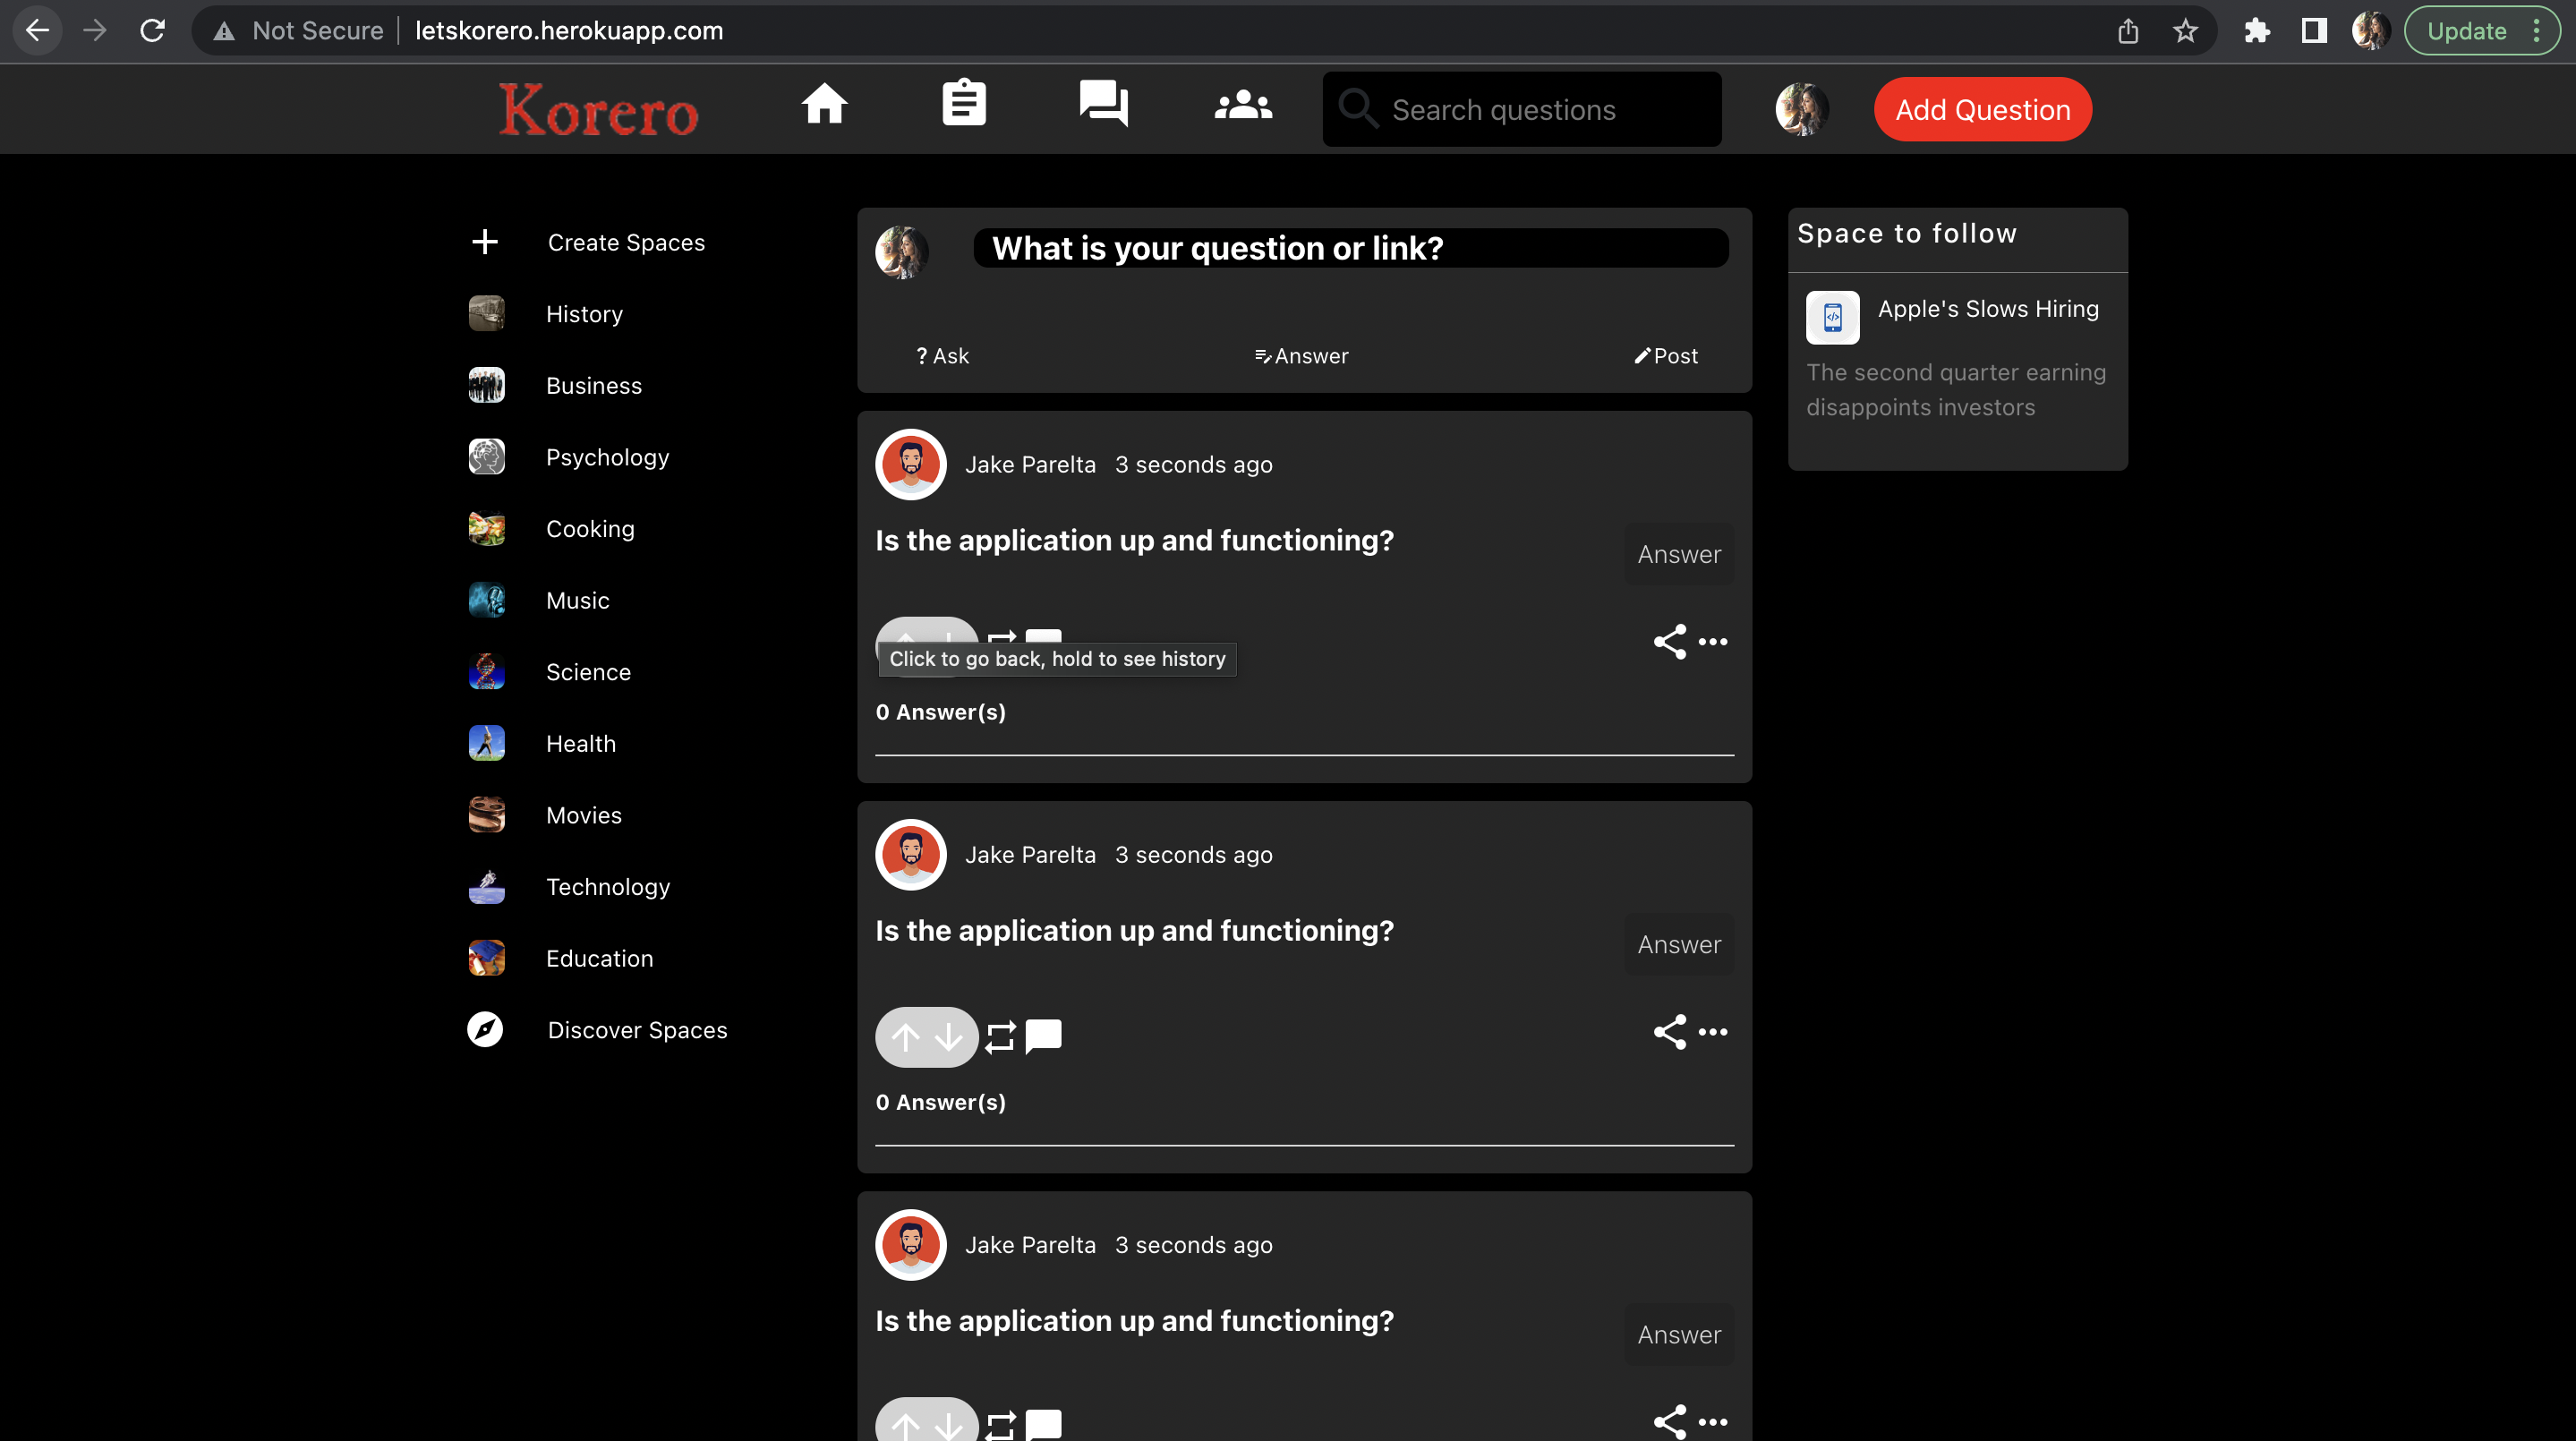 Not Secure letskorero.herokuapp.com Update
Korero
Search questions
Add Question
Create Spaces
History
Business
Psychology
Cooking
Music
Science
Health
Movies
Technology
Education
Discover Spaces
What is your question or link?
? Ask Answer Post
Jake Parelta 3 seconds ago
Is the application up and functioning?
Answer
Click to go back, hold to see history
0 Answer(s)
Jake Parelta 3 seconds ago
Is the application up and functioning?
Answer
0 Answer(s)
Jake Parelta 3 seconds ago
Is the application up and functioning?
Answer
Space to follow
Apple's Slows Hiring
The second quarter earning
disappoints investors